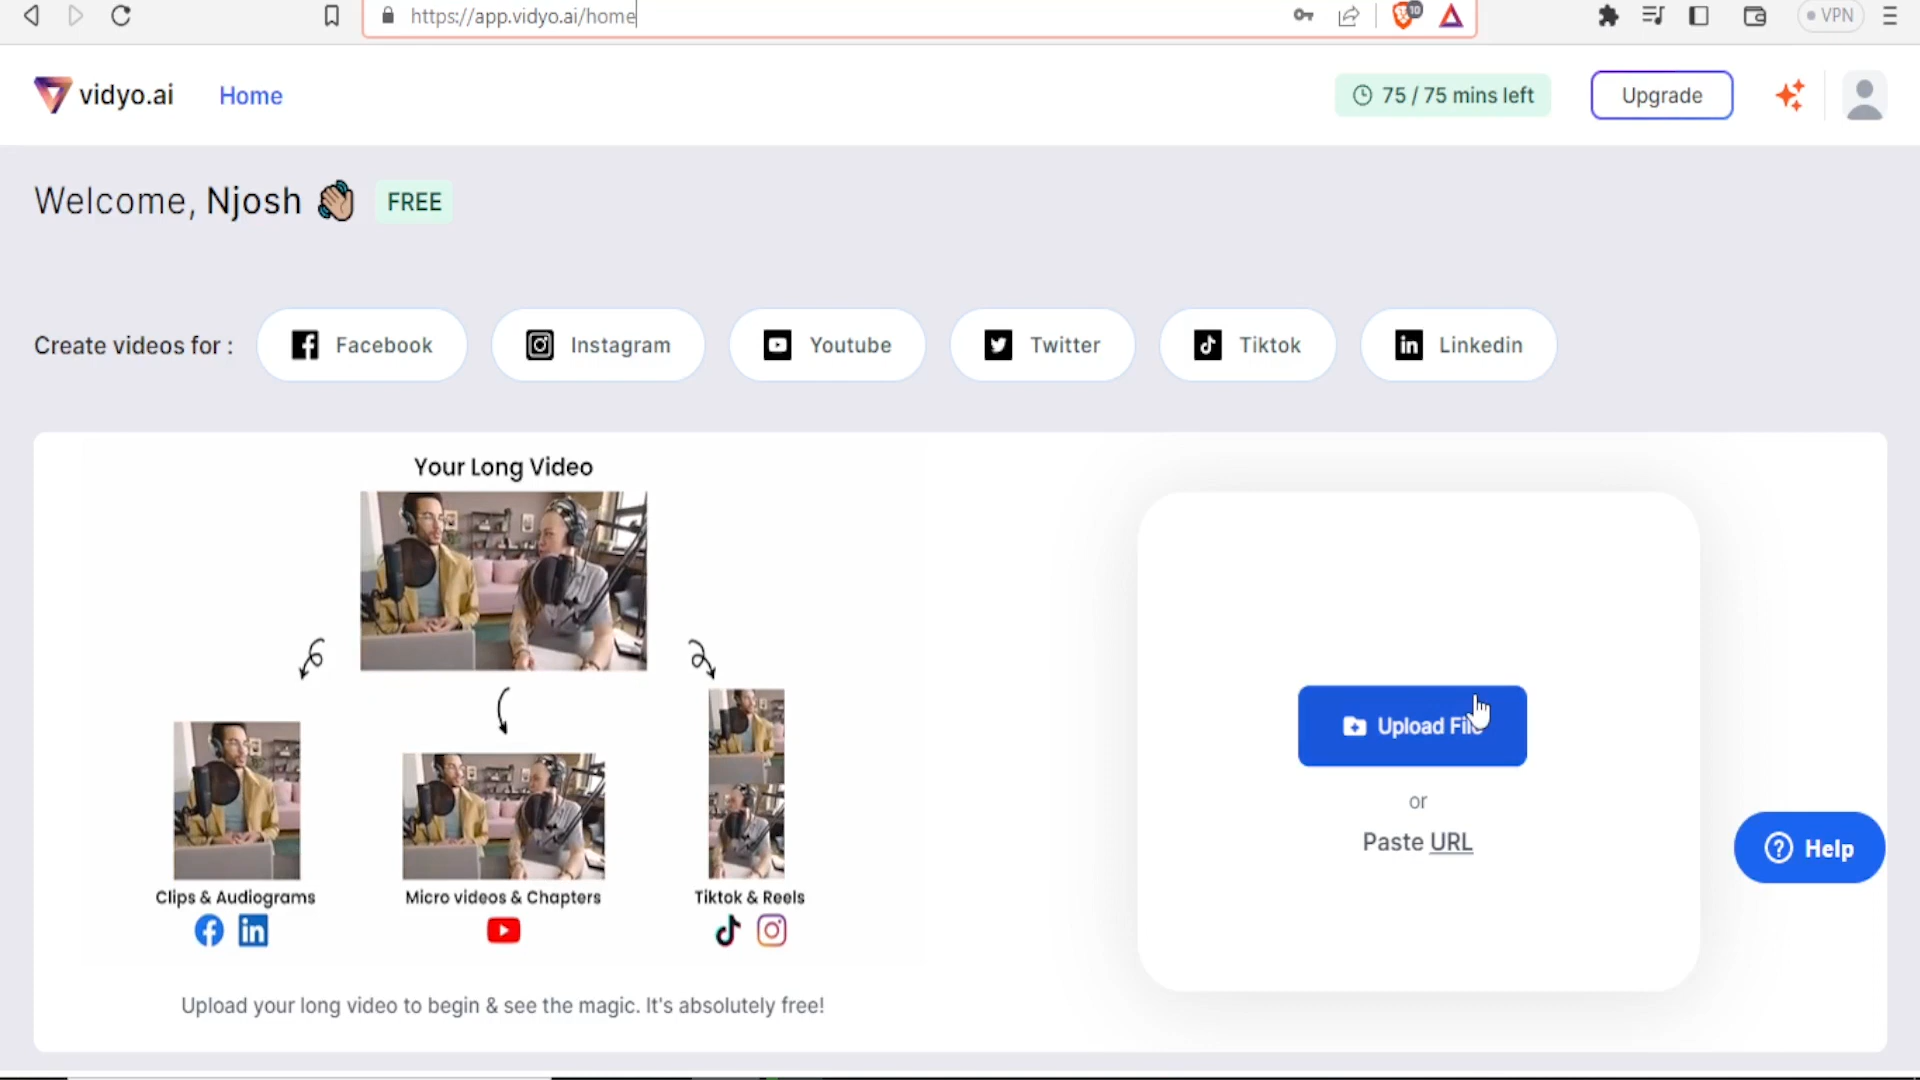 https://app.vidyo.ai/home
10
VPN
vidyo.ai
Home
75 / 75 mins left
Upgrade
Welcome, Njosh
FREE
Create videos for :
Facebook
Instagram
Youtube
Twitter
Tiktok
Linkedin
Your Long Video
Clips & Audiograms
Micro videos & Chapters
Tiktok & Reels
Upload your long video to begin & see the magic. It's absolutely free!
Upload File
or
Paste URL
Help